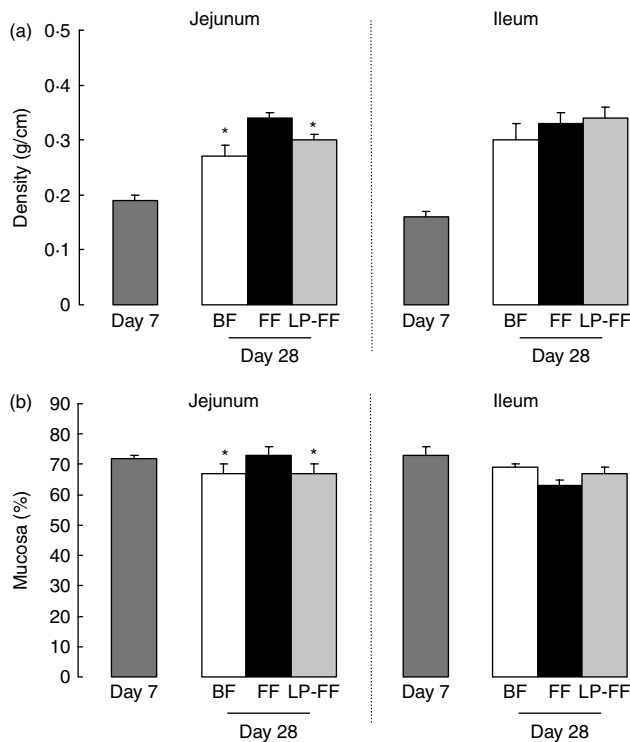 (a)
Jejunum
Ileum
Density (g/cm)
0·5
0·4
0·3
0·2
0·1
0
*
*
Day 7
BF FF LP-FF
Day 28
Day 7
BF FF LP-FF
Day 28
(b)
Jejunum
Ileum
Mucosa (%)
90
80
70
60
50
40
30
20
10
0
*
*
Day 7
BF FF LP-FF
Day 28
Day 7
BF FF LP-FF
Day 28